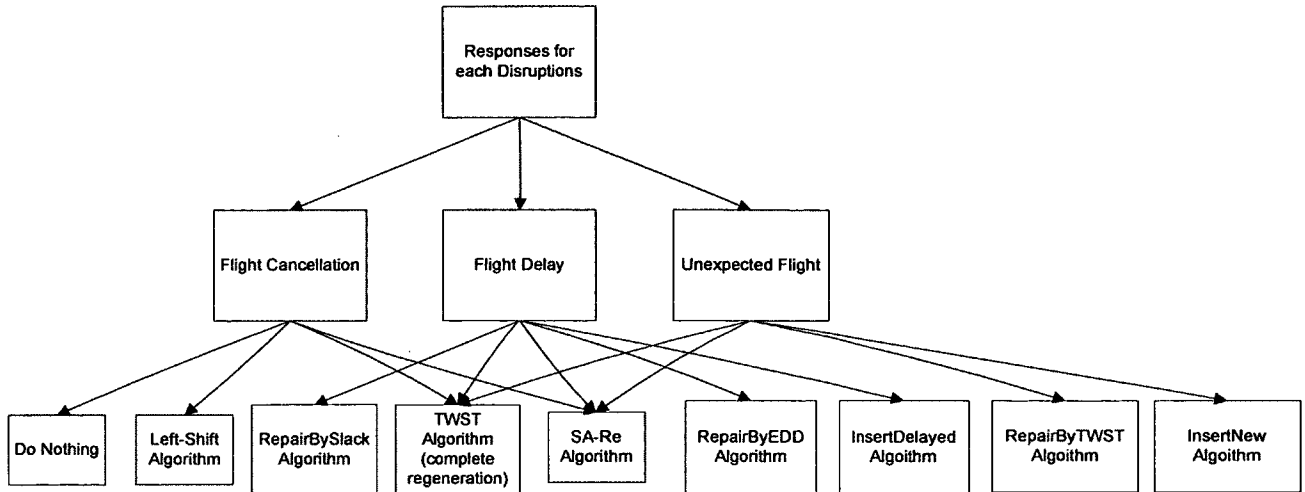 Responses for
each Disruptions
Flight Cancellation
Flight Delay
Unexpected Flight
Do Nothing
Left-Shift
Algorithm
RepairBySlack
Algorithm
TWST
Algorithm
(complete
regeneration)
SA-Re
Algorithm
RepairByEDD
Algorithm
InsertDelayed
Algoithm
RepairByTWST
Algoithm
InsertNew
Algoithm